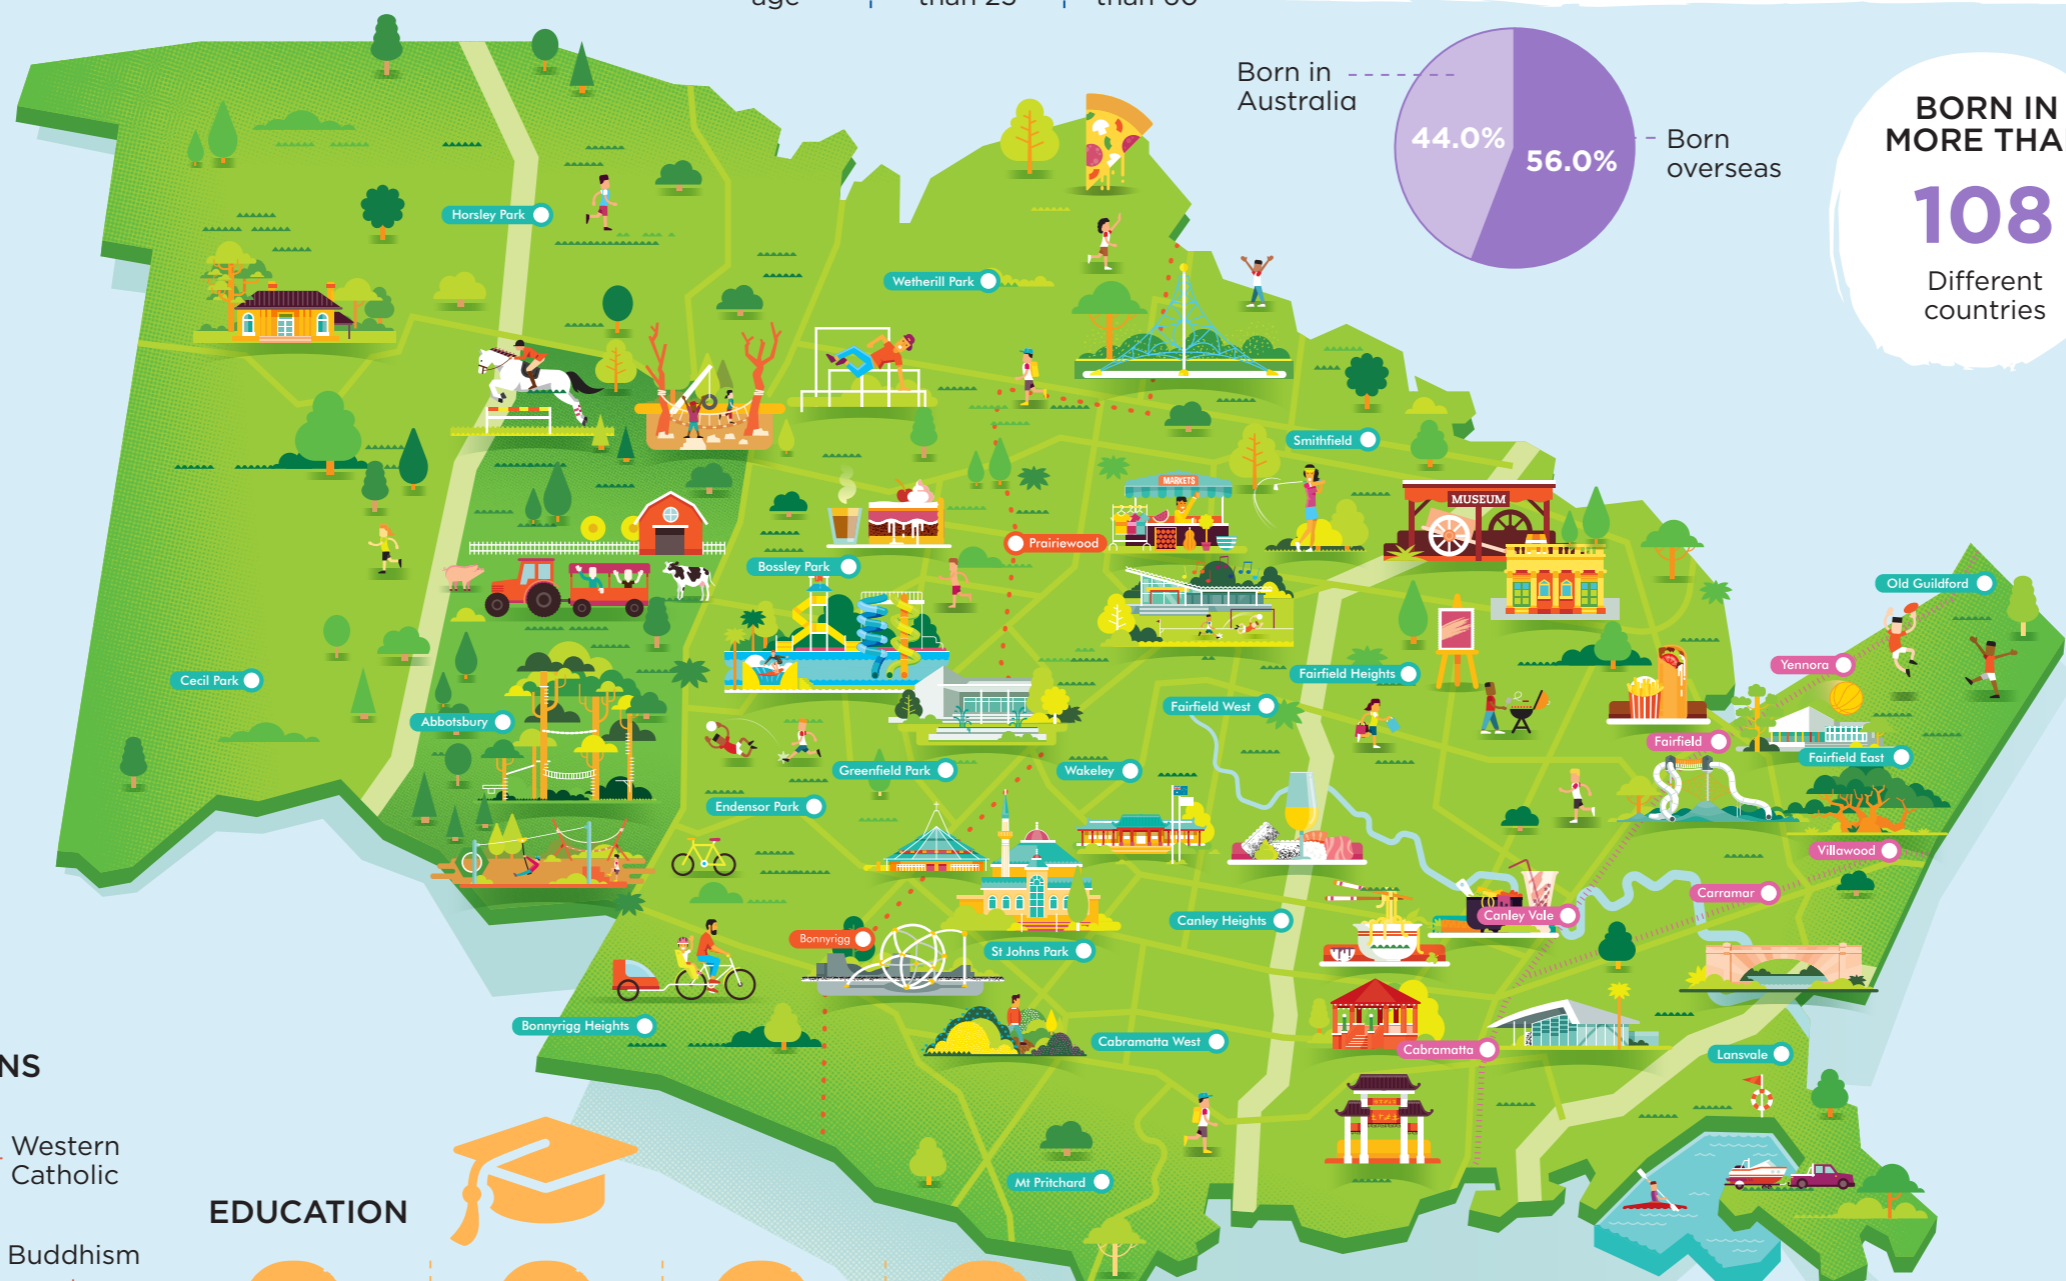 Born in
Australia
44.0%
56.0%
Born
overseas
BORN IN
108
Different
countries
Horsley Park
Wetherill Park
Smithfield
MARKETS
MUSEUM
Prairiewood
Bossley Park
Old Guildford
Cecil Park
Abbotsbury
Fairfield Heights
Yennora
Fairfield West
Fairfield
Fairfield East
Greenfield Park
Wakeley
Endensor Park
Villawood
Carramar
Canley Heights
Canley Vale
Bonnyrigg
St Johns Park
Bonnyrigg Heights
Cabramatta West
Cabramatta
Lansvale
Mt Pritchard
Western
Catholic
EDUCATION
Buddhism